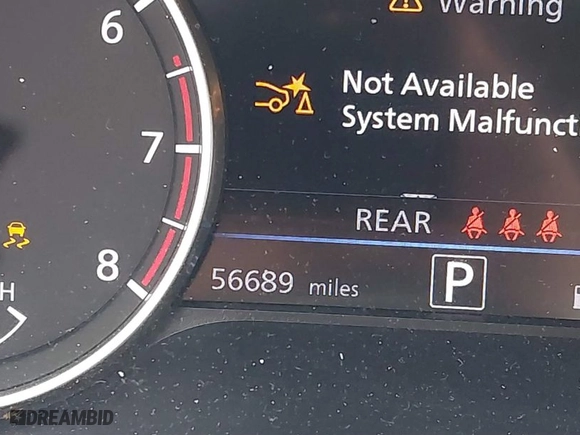 6
Warning
Not Available
System Malfunct
7
REAR
8
56689 miles
P
H
DREAMBID